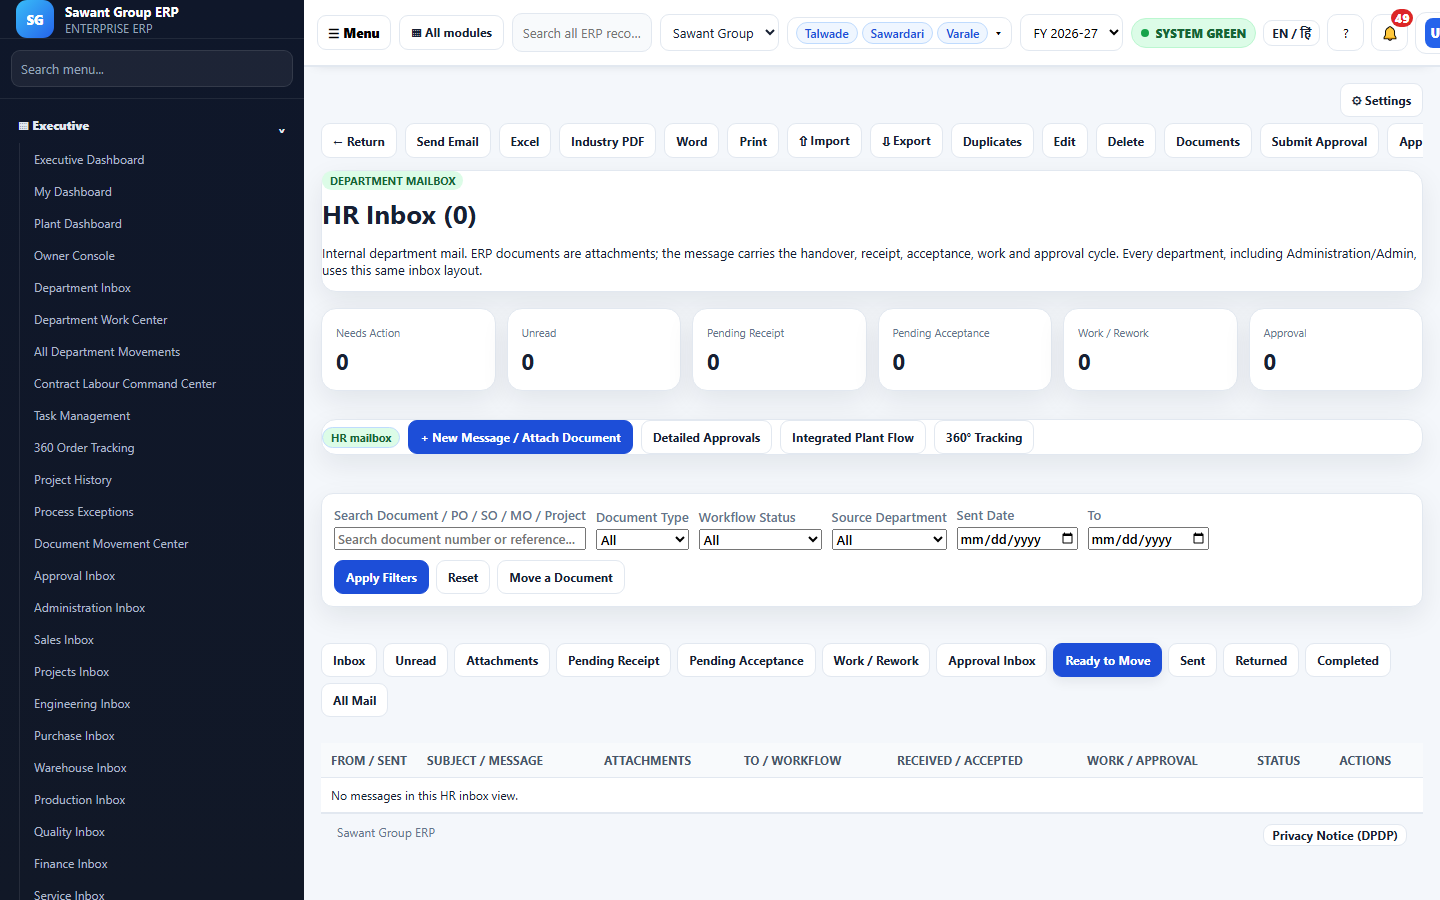 SG
Sawant Group ERP
ENTERPRISE ERP
Search menu...
Executive
Executive Dashboard
My Dashboard
Plant Dashboard
Owner Console
Department Inbox
Department Work Center
All Department Movements
Contract Labour Command Center
Task Management
360 Order Tracking
Project History
Process Exceptions
Document Movement Center
Approval Inbox
Administration Inbox
Sales Inbox
Projects Inbox
Engineering Inbox
Purchase Inbox
Warehouse Inbox
Production Inbox
Quality Inbox
Finance Inbox
Service Inbox
☰ Menu
All modules
Search all ERP reco...
Sawant Group
Talwade
Sawardari
Varale
FY 2026-27
SYSTEM GREEN
EN / हिं
?
49
U
⚙ Settings
← Return
Send Email
Excel
Industry PDF
Word
Print
⇧ Import
⇩ Export
Duplicates
Edit
Delete
Documents
Submit Approval
App
DEPARTMENT MAILBOX
HR Inbox (0)
Internal department mail. ERP documents are attachments; the message carries the handover, receipt, acceptance, work and approval cycle. Every department, including Administration/Admin,
uses this same inbox layout.
Needs Action
0
Unread
0
Pending Receipt
0
Pending Acceptance
0
Work / Rework
0
Approval
0
HR mailbox
+ New Message / Attach Document
Detailed Approvals
Integrated Plant Flow
360° Tracking
Search Document / PO / SO / MO / Project
Search document number or reference...
Document Type
All
Workflow Status
All
Source Department
All
Sent Date
mm/dd/yyyy
To
mm/dd/yyyy
Apply Filters
Reset
Move a Document
Inbox
Unread
Attachments
Pending Receipt
Pending Acceptance
Work / Rework
Approval Inbox
Ready to Move
Sent
Returned
Completed
All Mail
FROM / SENT
SUBJECT / MESSAGE
ATTACHMENTS
TO / WORKFLOW
RECEIVED / ACCEPTED
WORK / APPROVAL
STATUS
ACTIONS
No messages in this HR inbox view.
Sawant Group ERP
Privacy Notice (DPDP)